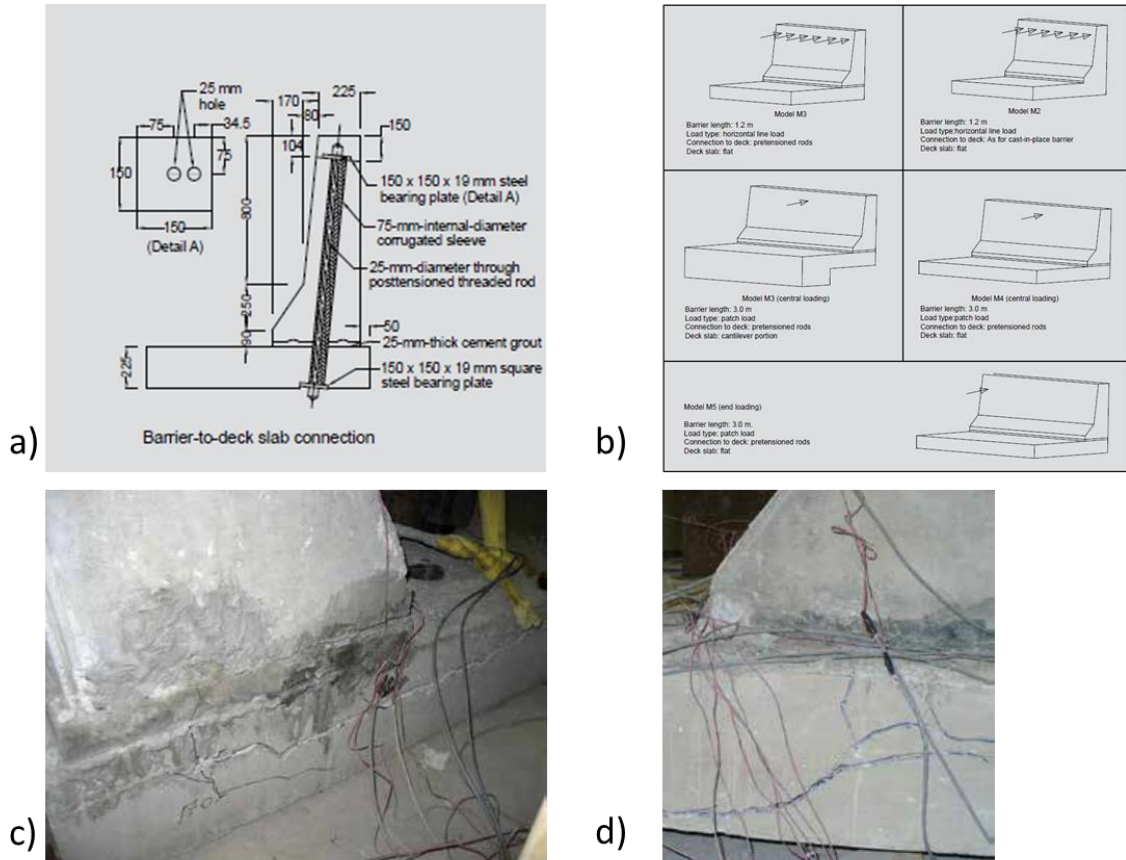 25 mm
hole
75
34.5
75
150
150
(Detail A)
225
170
80
104
150
800
250
90
225
50
150 x 150 x 19 mm steel
bearing plate (Detail A)
75-mm-internal-diameter
corrugated sleeve
25-mm-diameter through
posttensioned threaded rod
25-mm-thick cement grout
150 x 150 x 19 mm square
steel bearing plate
Barrier-to-deck slab connection
a)
Model M3
Barrier length: 1.2 m
Load type: horizontal line load
Connection to deck: pretensioned rods
Deck slab: flat
Model M2
Barrier length: 1.2 m
Load type:horizontal line load
Connection to deck: As for cast-in-place barrier
Deck slab: flat
Model M3 (central loading)
Barrier length: 3.0 m
Load type: patch load
Connection to deck: pretensioned rods
Deck slab: cantilever portion
Model M4 (central loading)
Barrier length: 3.0 m
Load type:patch load
Connection to deck: pretensioned rods
Deck slab: flat
Model M5 (end loading)
Barrier length: 3.0 m.
Load type: patch load
Connection to deck: pretensioned rods
Deck slab: flat
b)
c)
d)